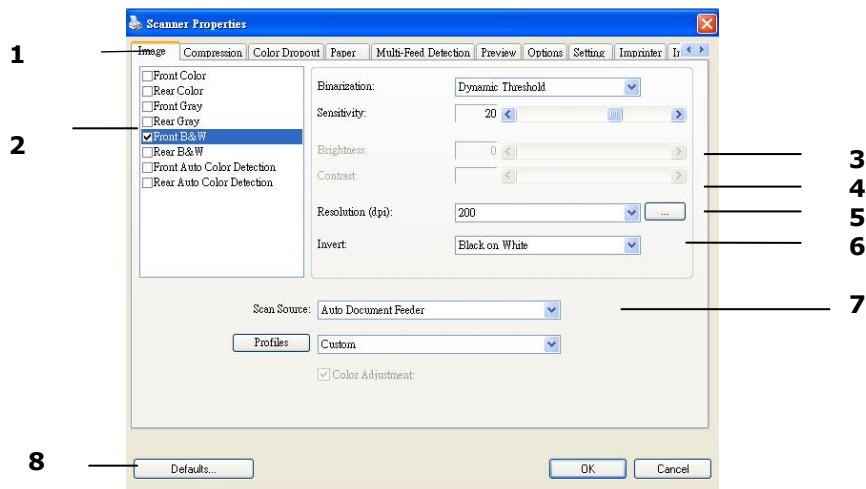 Scanner Properties
1
Image Compression Color Dropout Paper Multi-Feed Detection Preview Options Setting Imprinter
2
Front Color
Rear Color
Front Gray
Rear Gray
Front B&W
Rear B&W
Front Auto Color Detection
Rear Auto Color Detection
Binarization: Dynamic Threshold
Sensitivity: 20
Brightness: 0
3
Contrast:
4
Resolution (dpi): 200 ...
5
Invert: Black on White
6
Scan Source: Auto Document Feeder
7
Profiles Custom
Color Adjustment:
8
Defaults... OK Cancel